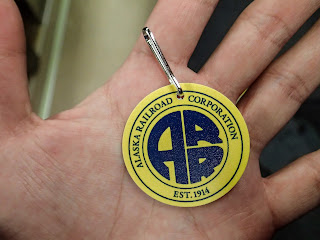 ALASKA RAILROAD CORPORATION
ARR
EST. 1914